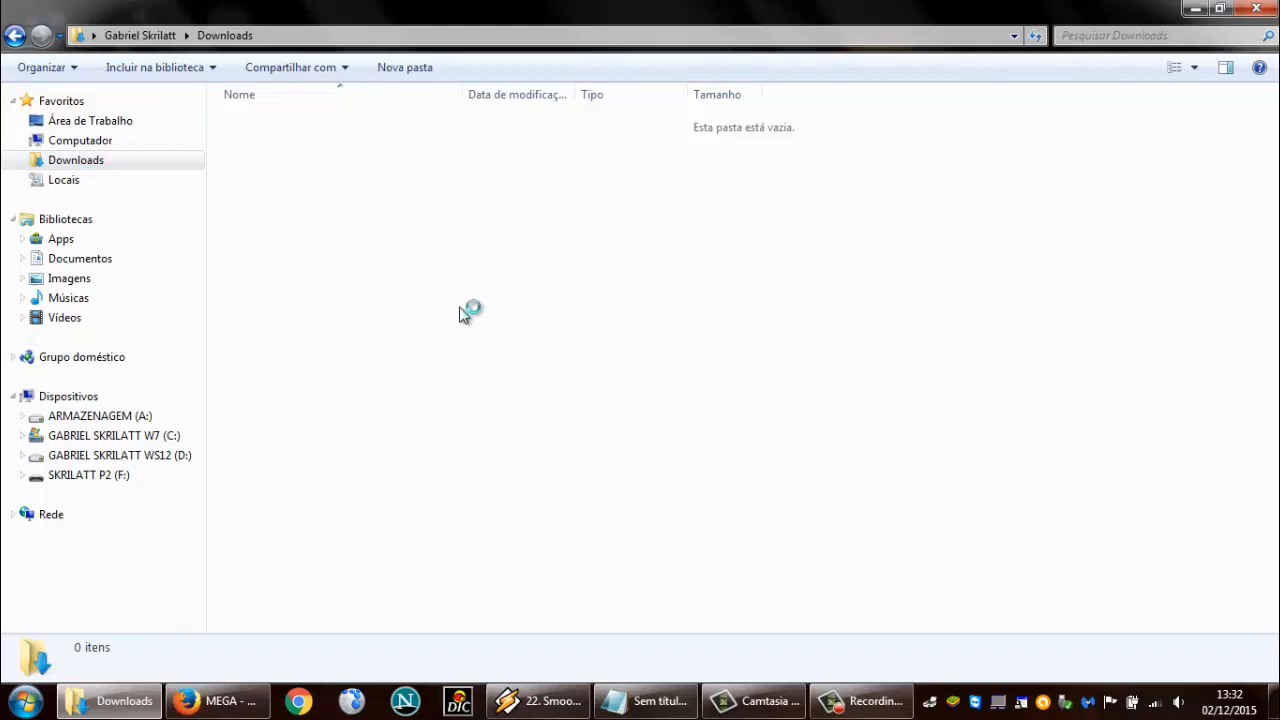 Gabriel Skrilatt Downloads Pesquisar Downloads
Organizar Incluir na biblioteca Compartilhar com Nova pasta
Favoritos
Área de Trabalho
Computador
Downloads
Locais
Bibliotecas
Apps
Documentos
Imagens
Músicas
Vídeos
Grupo doméstico
Dispositivos
ARMAZENAGEM (A:)
GABRIEL SKRILATT W7 (C:)
GABRIEL SKRILATT WS12 (D:)
SKRILATT P2 (F:)
Rede
Nome Data de modificaç... Tipo Tamanho
Esta pasta está vazia.
0 itens
Downloads MEGA - ... N DTC 22. Smoo... Sem títul... Camtasia ... Recordin... 13:32
02/12/2015